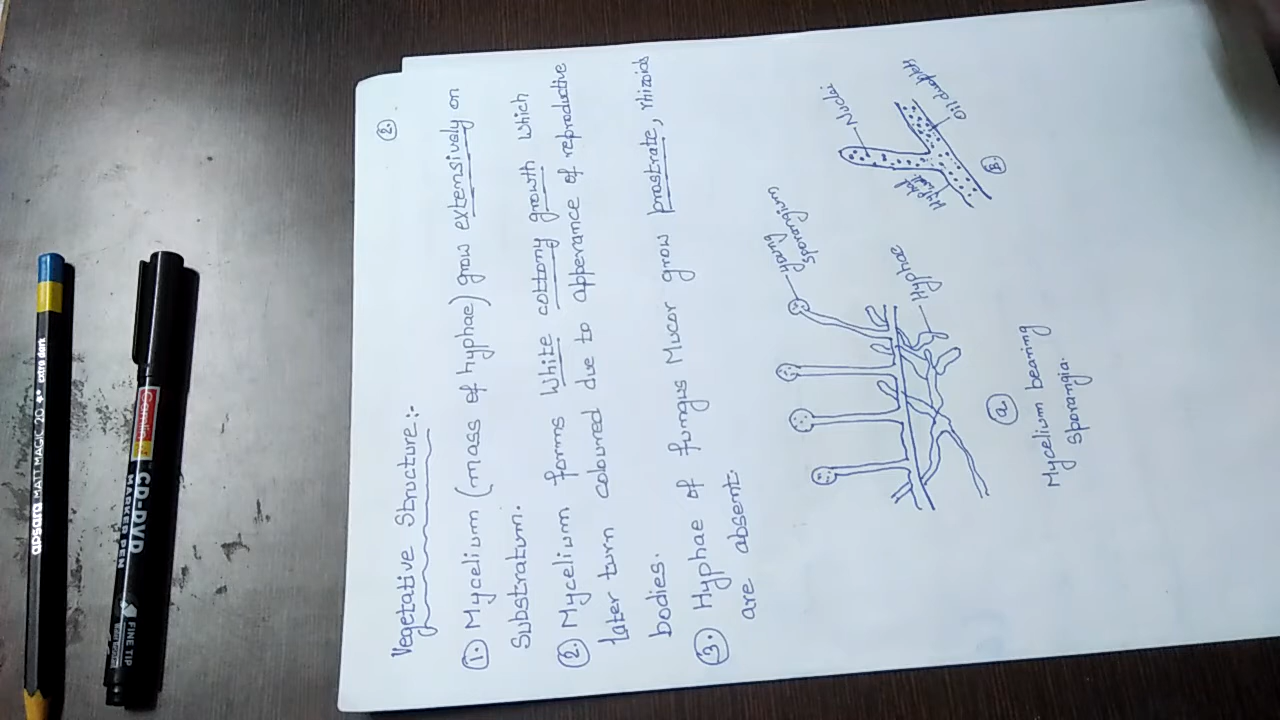 2.
Vegetative Structure:-
1. Mycelium (mass of hyphae) grow extensively on
Substratum.
2. Mycelium forms White cottony growth which
later turn coloured due to apperance of reproductive
bodies.
3. Hyphae of fungus Mucor grow prostrate, rhizoids
are absent.
young
sporangium
Hyphae
a.
Mycelium bearing
sporangia.
Nuclei
Hyphal
wall
Oil droplets
B.
apsara MATT MAGIC 2.0 extra dark
Camlin
CD-DVD
MARKER PEN
FINE TIP